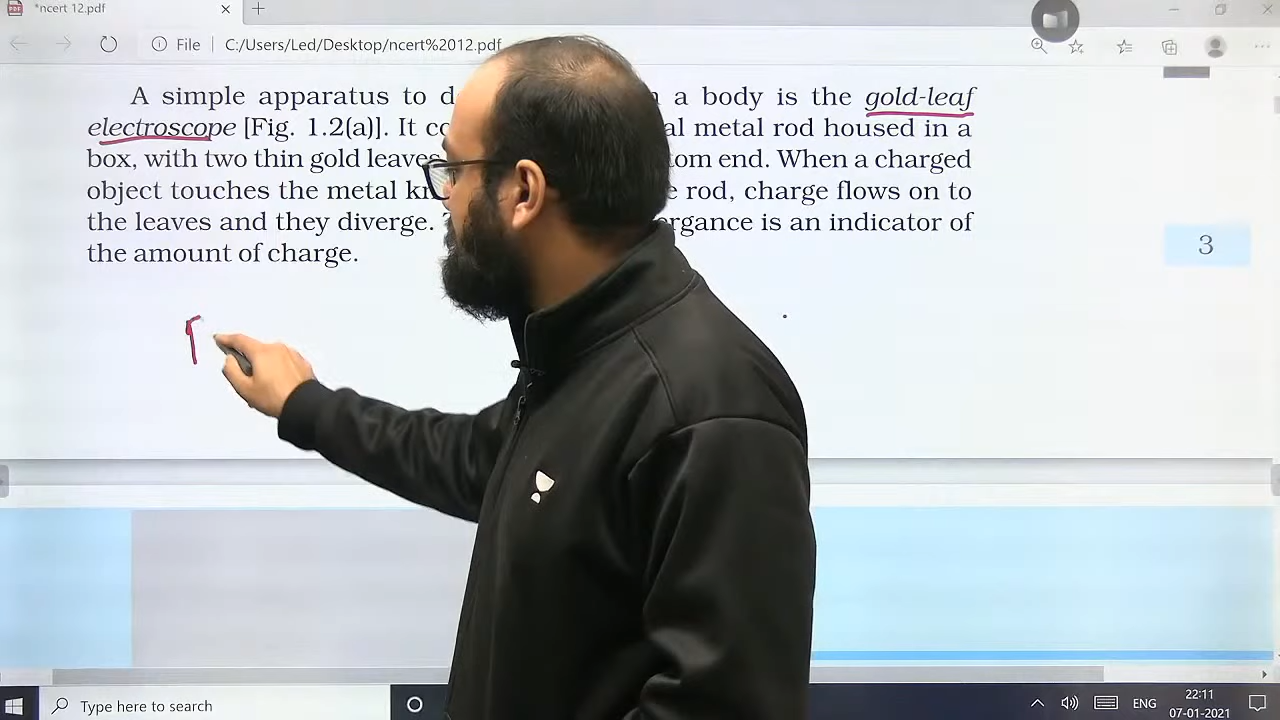 *ncert 12.pdf
File C:/Users/Led/Desktop/ncert%2012.pdf
A simple apparatus to d a body is the gold-leaf
electroscope [Fig. 1.2(a)]. It co al metal rod housed in a
box, with two thin gold leaves tom end. When a charged
object touches the metal kn rod, charge flows on to
the leaves and they diverge. ergance is an indicator of
the amount of charge.
3
Type here to search
ENG
22:11
07-01-2021